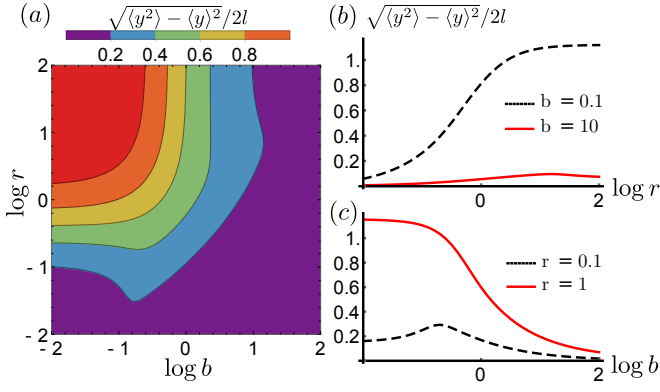 (a) √⟨y²⟩ − ⟨y⟩²/2l
0.2 0.4 0.6 0.8
2
1
0
- 1
- 2
log r
- 2 - 1 0 1 2
log b
(b) √⟨y²⟩ − ⟨y⟩²/2l
1.
0.8
0.6
0.4
0.2
b = 0.1
b = 10
0 2
log r
(c)
1.
0.8
0.6
0.4
0.2
r = 0.1
r = 1
0 2
log b